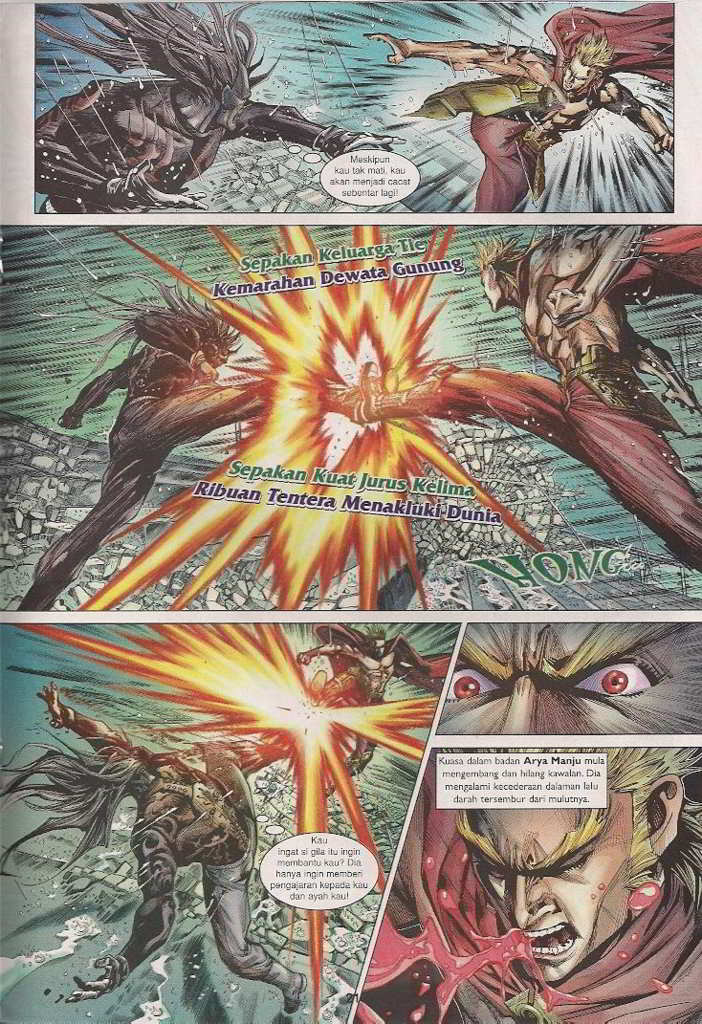 Meskipun
kau tak mati, kau
akan menjadi cacat
sebentar lagi!
Sepakan Keluarga Tie
Kemarahan Dewata Gunung
Sepakan Kuat Jurus Kelima
Ribuan Tentera Menakluki Dunia
HONG...
Kuasa dalam badan Arya Manju mula
mengembang dan hilang kawalan. Dia
mengalami kecederaan dalaman lalu
darah tersembur dari mulutnya.
Kau
ingat si gila itu ingin
membantu kau? Dia
hanya ingin memberi
pengajaran kepada kau
dan ayah kau!